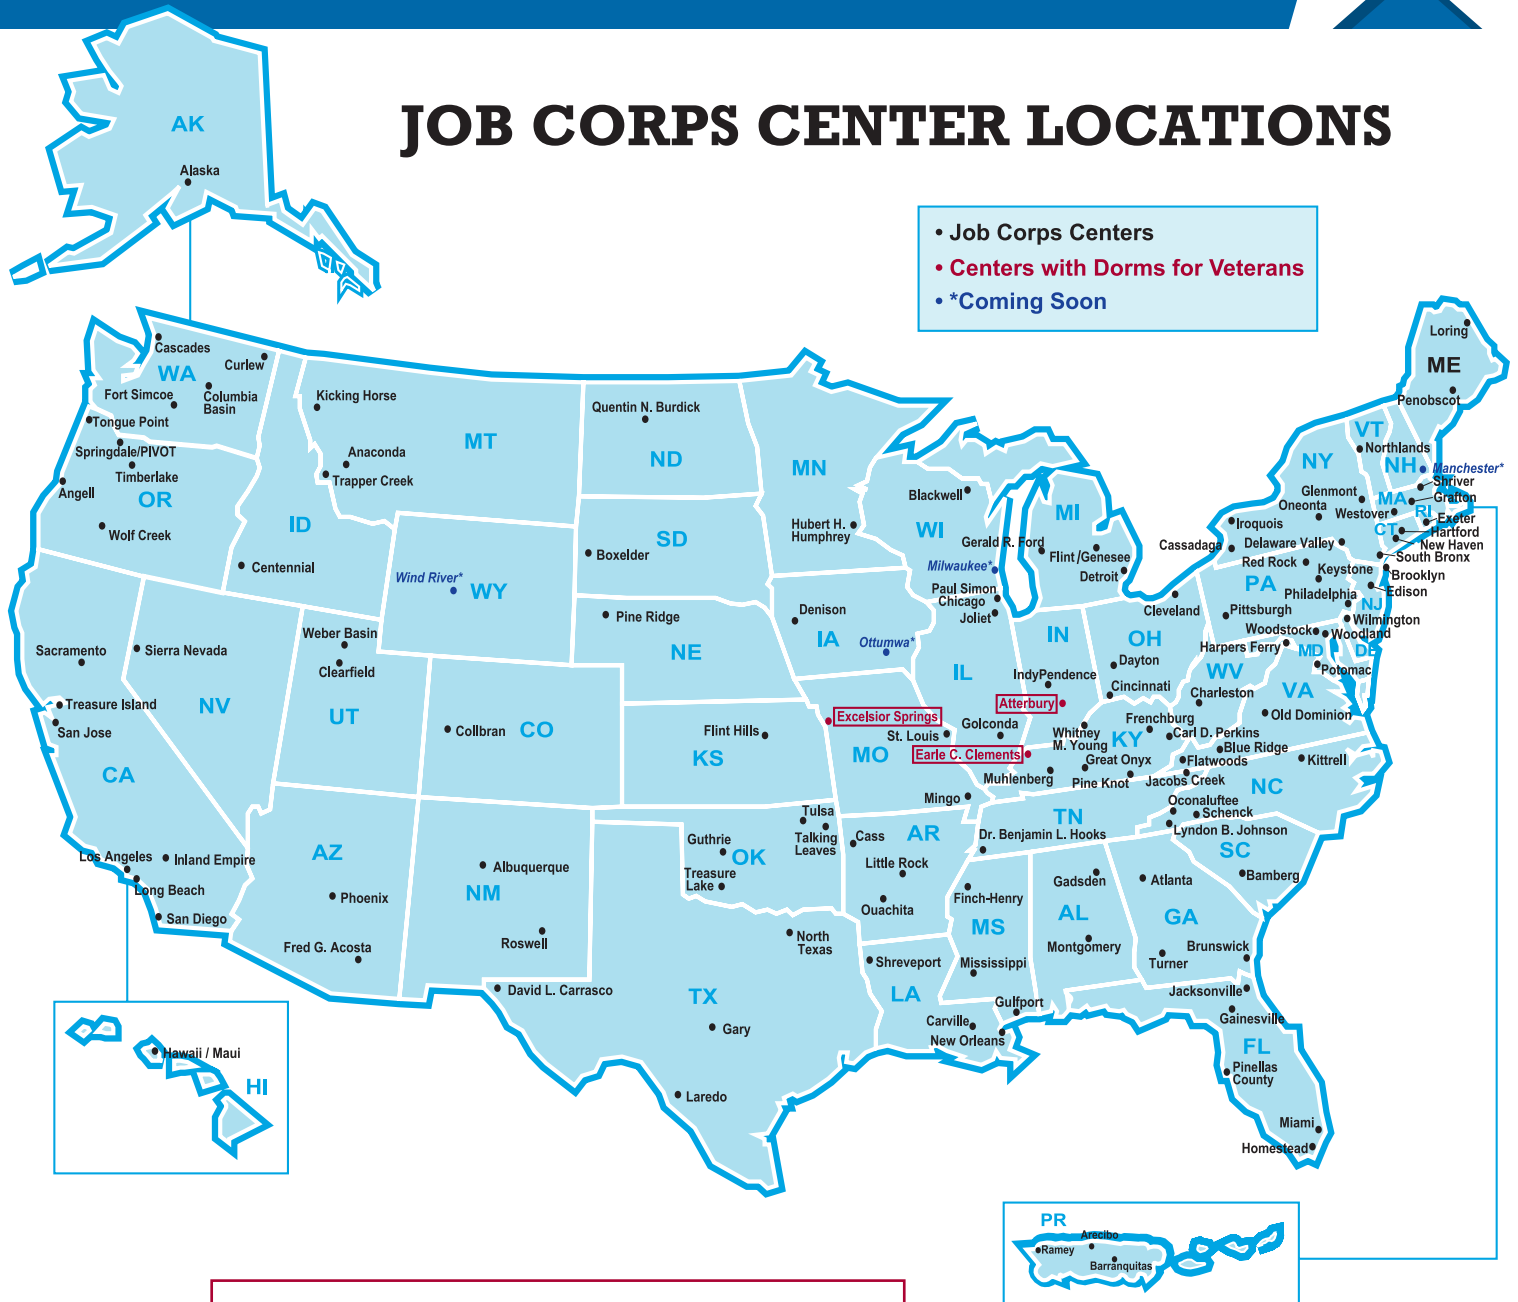 JOB CORPS CENTER LOCATIONS
• Job Corps Centers
• Centers with Dorms for Veterans
• *Coming Soon
AK
Alaska
Cascades
WA
Curlew
Fort Simcoe
Columbia
Basin
Tongue Point
Springdale/PIVOT
Timberlake
Angell
OR
Wolf Creek
ID
Centennial
Kicking Horse
MT
Anaconda
Trapper Creek
Wind River*
WY
Quentin N. Burdick
ND
SD
Boxelder
Pine Ridge
NE
MN
Hubert H.
Humphrey
Blackwell
WI
Milwaukee*
Gerald R. Ford
MI
Flint /Genesee
Detroit
Denison
IA
Ottumwa*
Paul Simon
Chicago
Joliet
IL
IN
IndyPendence
Atterbury
OH
Cleveland
Dayton
Cincinnati
Sacramento
Treasure Island
San Jose
CA
Los Angeles
Inland Empire
Long Beach
San Diego
Sierra Nevada
NV
Weber Basin
Clearfield
UT
Collbran
CO
Flint Hills
KS
Excelsior Springs
St. Louis
MO
Mingo
Golconda
Earle C. Clements
Whitney
M. Young
KY
Frenchburg
Carl D. Perkins
Great Onyx
Muhlenberg
Pine Knot
AZ
Phoenix
Fred G. Acosta
Albuquerque
NM
Roswell
Tulsa
Talking
Leaves
Guthrie
OK
Treasure
Lake
North
Texas
David L. Carrasco
TX
Gary
Laredo
Cass
AR
Little Rock
Ouachita
Shreveport
LA
Carville
New Orleans
TN
Dr. Benjamin L. Hooks
Jacobs Creek
Finch-Henry
MS
Mississippi
Gulfport
Gadsden
AL
Montgomery
Atlanta
GA
Turner
Brunswick
Jacksonville
Gainesville
FL
Pinellas
County
Miami
Homestead
Loring
ME
Penobscot
VT
Northlands
NH
Manchester*
Shriver
MA
Grafton
Westover
RI
Exeter
CT
Hartford
New Haven
NY
Glenmont
Oneonta
Iroquois
Cassadaga
Delaware Valley
South Bronx
Brooklyn
Edison
NJ
Red Rock
Keystone
PA
Philadelphia
Pittsburgh
Wilmington
DE
Woodstock
Woodland
MD
Potomac
Harpers Ferry
WV
Charleston
VA
Old Dominion
Blue Ridge
Flatwoods
Kittrell
NC
Oconaluftee
Schenck
Lyndon B. Johnson
SC
Bamberg
Hawaii / Maui
HI
PR
Arecibo
Ramey
Barranquitas